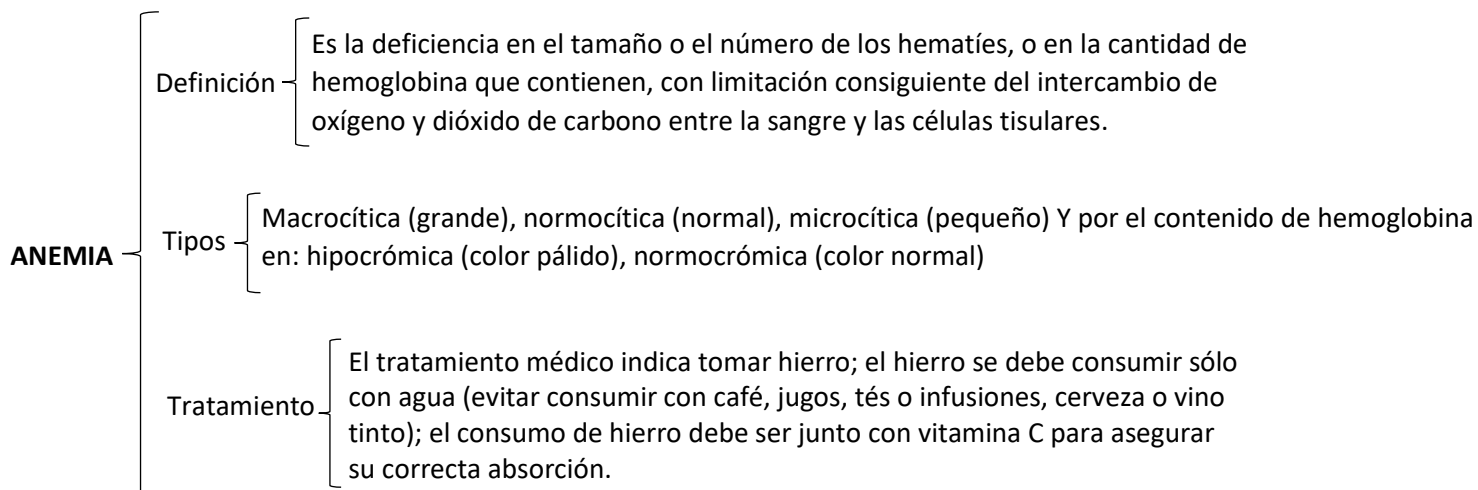 Es la deficiencia en el tamaño o el número de los hematíes, o en la cantidad de
Definición
hemoglobina que contienen, con limitación consiguiente del intercambio de
oxígeno y dióxido de carbono entre la sangre y las células tisulares.
ANEMIA
Tipos
Macrocítica (grande), normocítica (normal), microcítica (pequeño) Y por el contenido de hemoglobina
en: hipocrómica (color pálido), normocrómica (color normal)
Tratamiento
El tratamiento médico indica tomar hierro; el hierro se debe consumir sólo
con agua (evitar consumir con café, jugos, tés o infusiones, cerveza o vino
tinto); el consumo de hierro debe ser junto con vitamina C para asegurar
su correcta absorción.